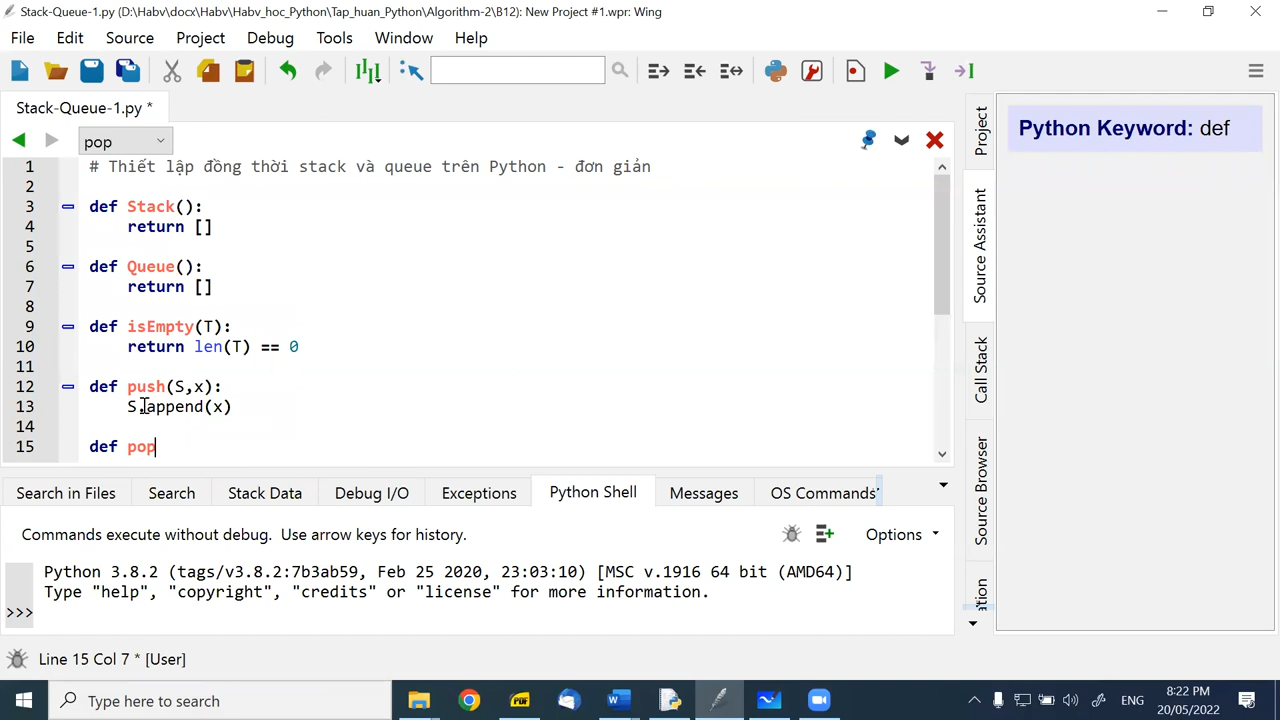 Stack-Queue-1.py (D:\Habv\docx\Habv\Habv_hoc_Python\Tap_huan_Python\Algorithm-2\B12): New Project #1.wpr: Wing
File Edit Source Project Debug Tools Window Help
Stack-Queue-1.py *
pop
1 # Thiết lập đồng thời stack và queue trên Python - đơn giản
2
3 def Stack():
4 return []
5
6 def Queue():
7 return []
8
9 def isEmpty(T):
10 return len(T) == 0
11
12 def push(S,x):
13 S.append(x)
14
15 def pop
Project
Source Assistant
Call Stack
Source Browser
Python Keyword: def
Search in Files Search Stack Data Debug I/O Exceptions Python Shell Messages OS Commands
Commands execute without debug. Use arrow keys for history.
Options
Python 3.8.2 (tags/v3.8.2:7b3ab59, Feb 25 2020, 23:03:10) [MSC v.1916 64 bit (AMD64)]
Type "help", "copyright", "credits" or "license" for more information.
>>>
Line 15 Col 7 * [User]
Type here to search
PDF
ENG
8:22 PM
20/05/2022